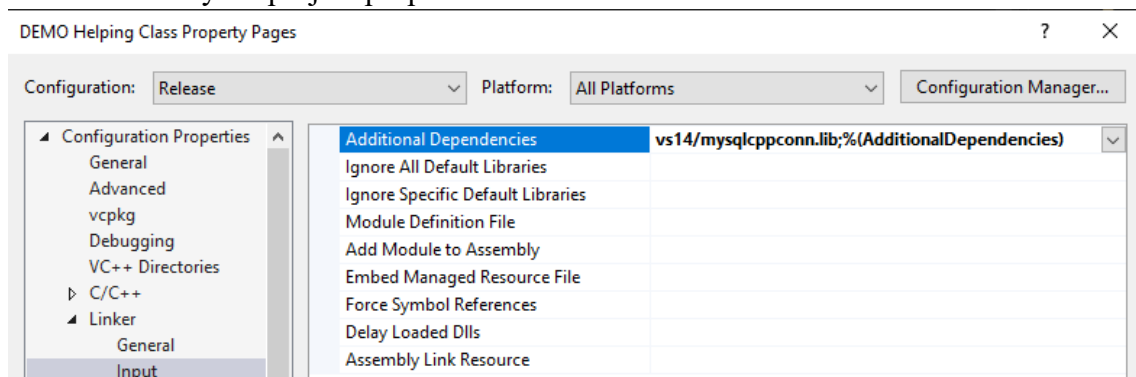 DEMO Helping Class Property Pages ? ×
Configuration: Release Platform: All Platforms Configuration Manager...
Configuration Properties
General
Advanced
vcpkg
Debugging
VC++ Directories
C/C++
Linker
General
Input
Additional Dependencies vs14/mysqlcppconn.lib;%(AdditionalDependencies)
Ignore All Default Libraries
Ignore Specific Default Libraries
Module Definition File
Add Module to Assembly
Embed Managed Resource File
Force Symbol References
Delay Loaded Dlls
Assembly Link Resource